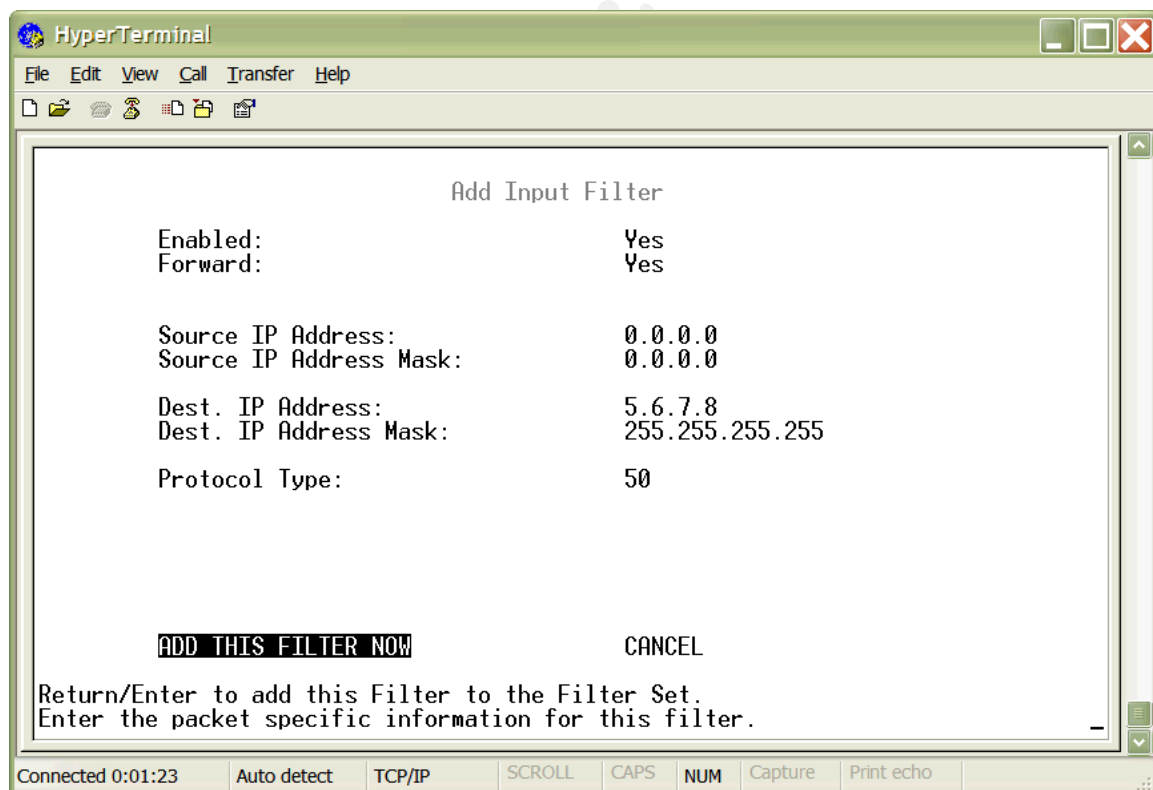 HyperTerminal
File Edit View Call Transfer Help
Add Input Filter
Enabled: Yes
Forward: Yes
Source IP Address: 0.0.0.0
Source IP Address Mask: 0.0.0.0
Dest. IP Address: 5.6.7.8
Dest. IP Address Mask: 255.255.255.255
Protocol Type: 50
ADD THIS FILTER NOW CANCEL
Return/Enter to add this Filter to the Filter Set.
Enter the packet specific information for this filter.
Connected 0:01:23 Auto detect TCP/IP SCROLL CAPS NUM Capture Print echo